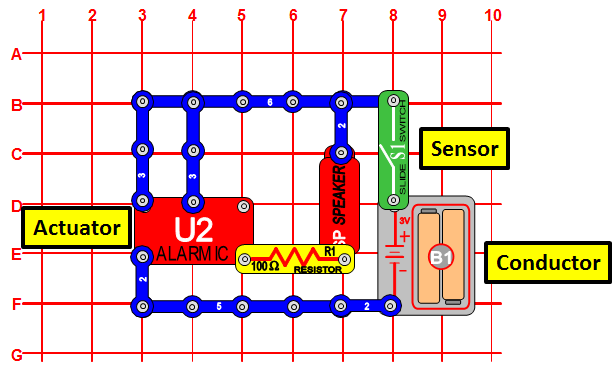 1 2 3 4 5 6 7 8 9 10
A
B
6
2
SLIDE S1 SWITCH
Sensor
C
3
3
SP SPEAKER
D
Actuator
U2
ALARM IC
3V
+
E
2
R1
100Ω
RESISTOR
B1
−
Conductor
F
5
2
G